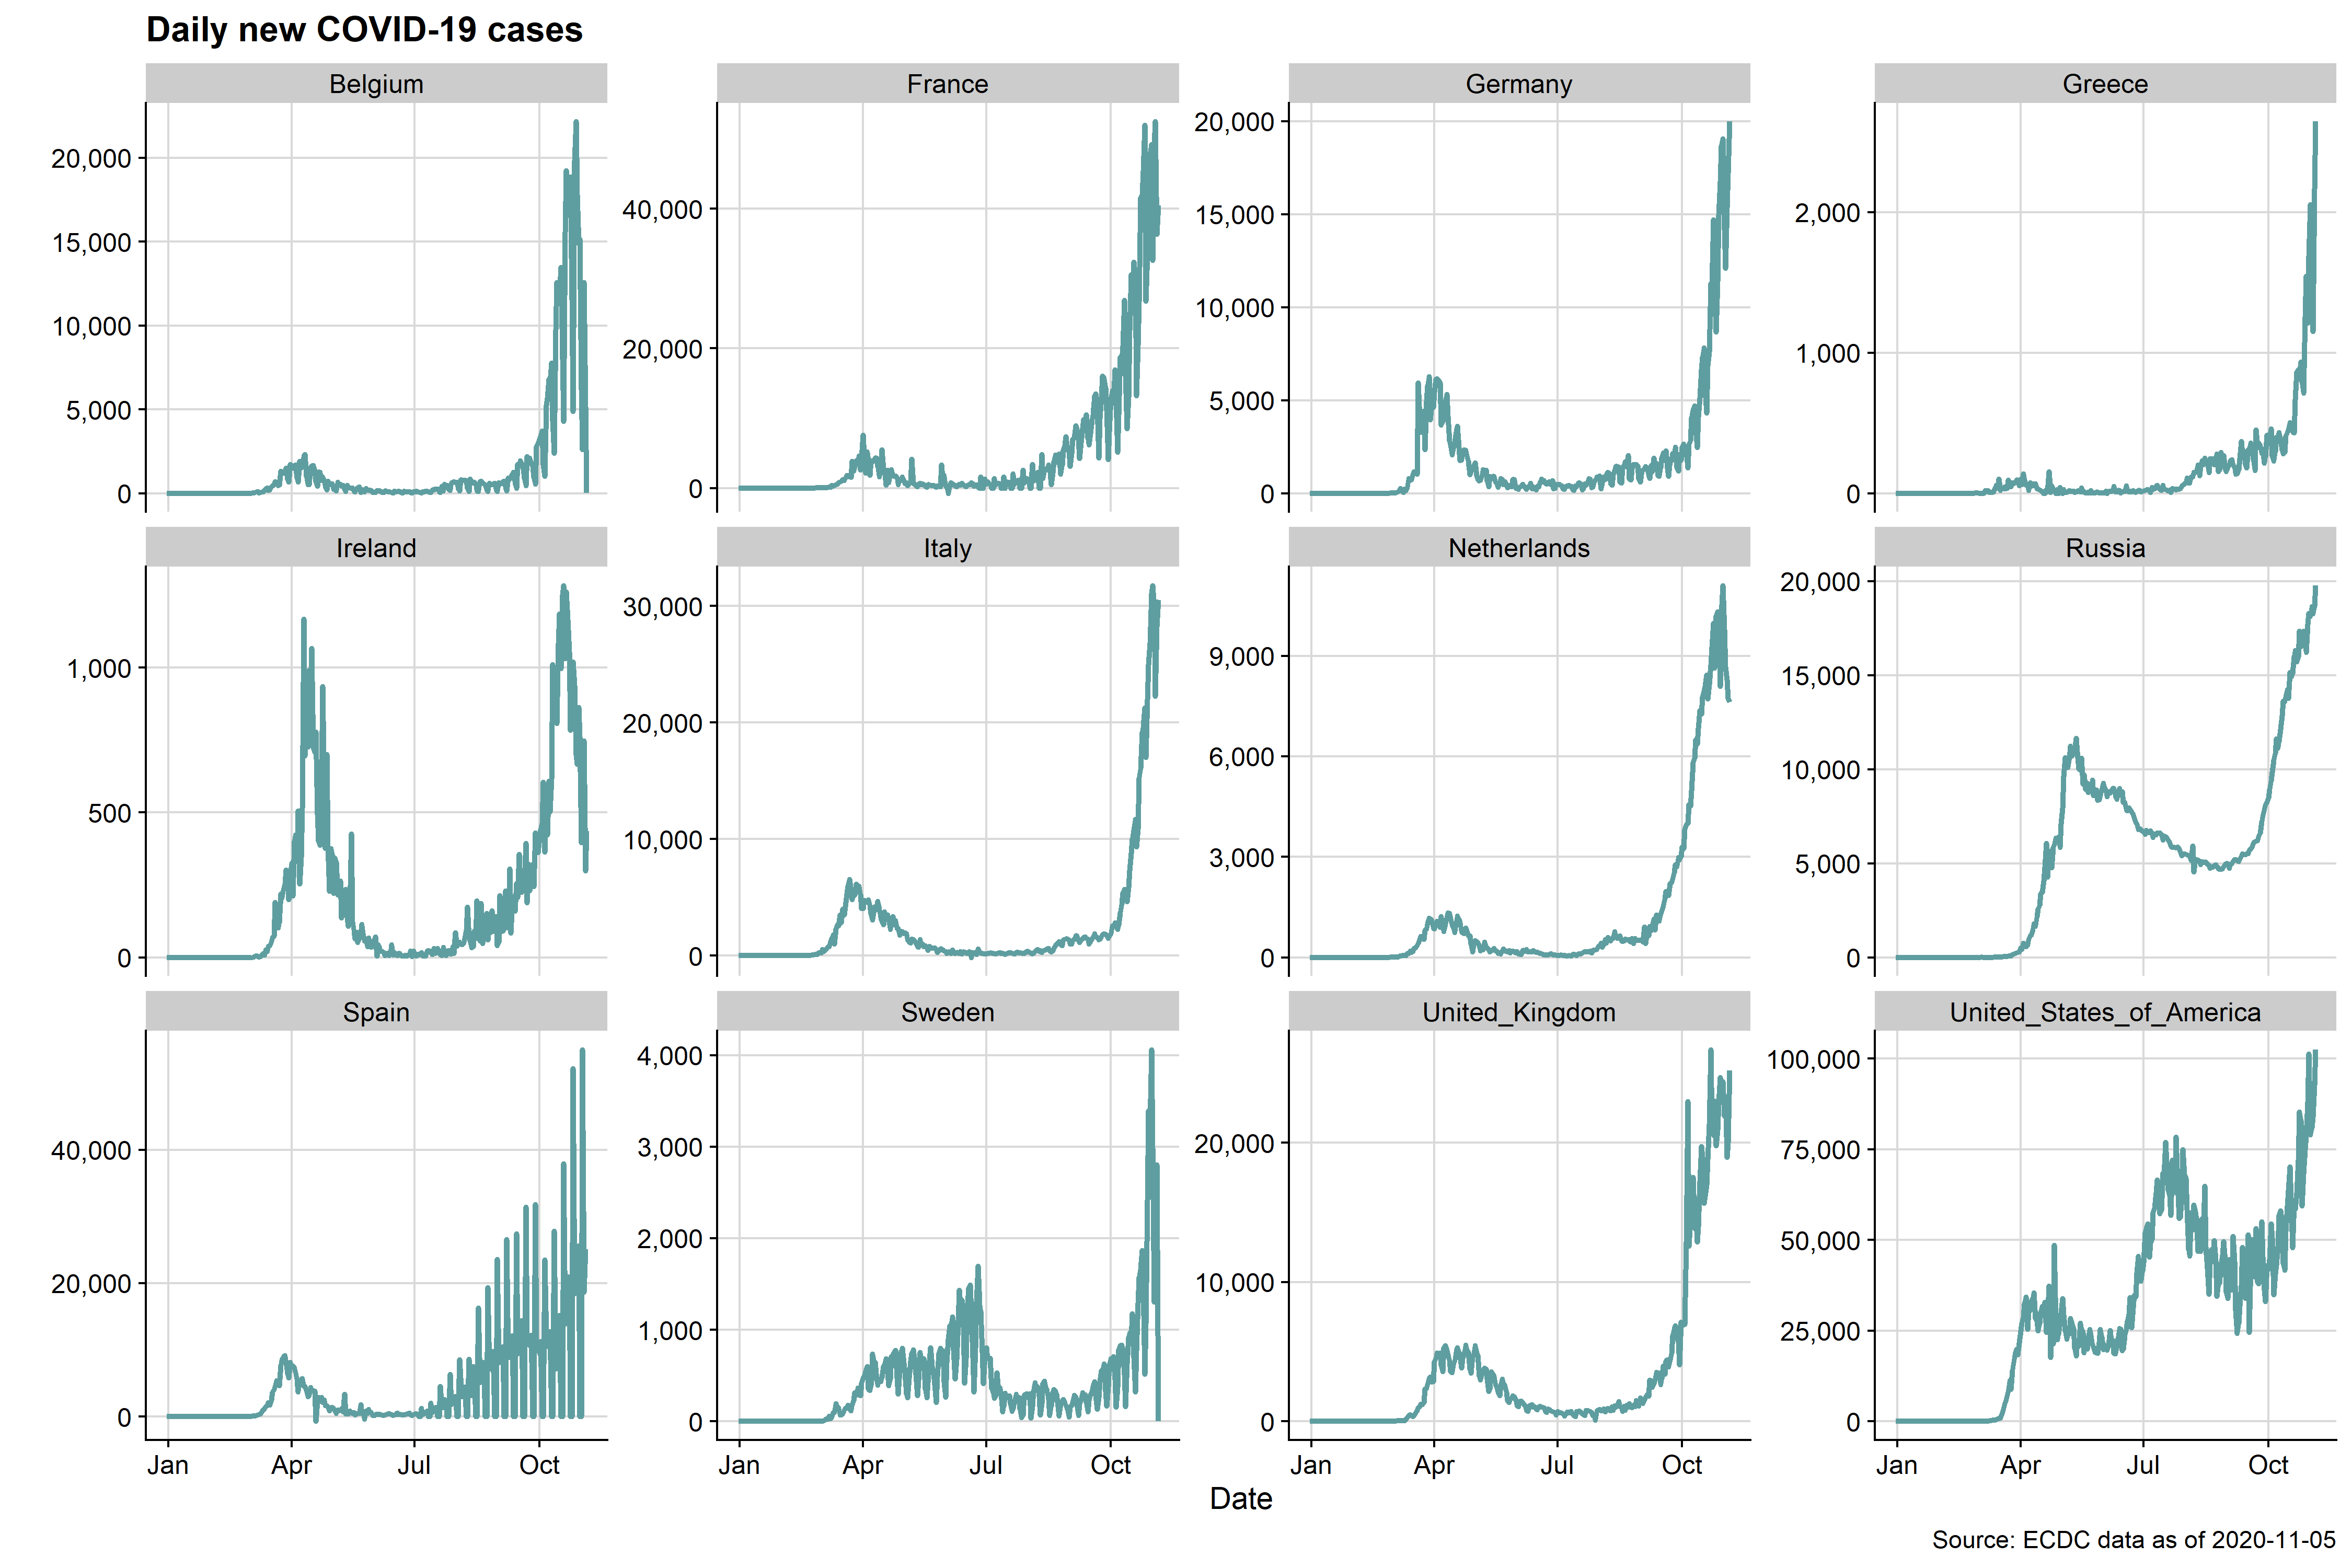 Daily new COVID-19 cases
Belgium
France
Germany
Greece
20,000
15,000
10,000
5,000
0
40,000
20,000
0
20,000
15,000
10,000
5,000
0
2,000
1,000
0
Ireland
Italy
Netherlands
Russia
1,000
500
0
30,000
20,000
10,000
0
9,000
6,000
3,000
0
20,000
15,000
10,000
5,000
0
Spain
Sweden
United_Kingdom
United_States_of_America
40,000
20,000
0
4,000
3,000
2,000
1,000
0
20,000
10,000
0
100,000
75,000
50,000
25,000
0
Jan Apr Jul Oct
Jan Apr Jul Oct
Jan Apr Jul Oct
Jan Apr Jul Oct
Date
Source: ECDC data as of 2020-11-05